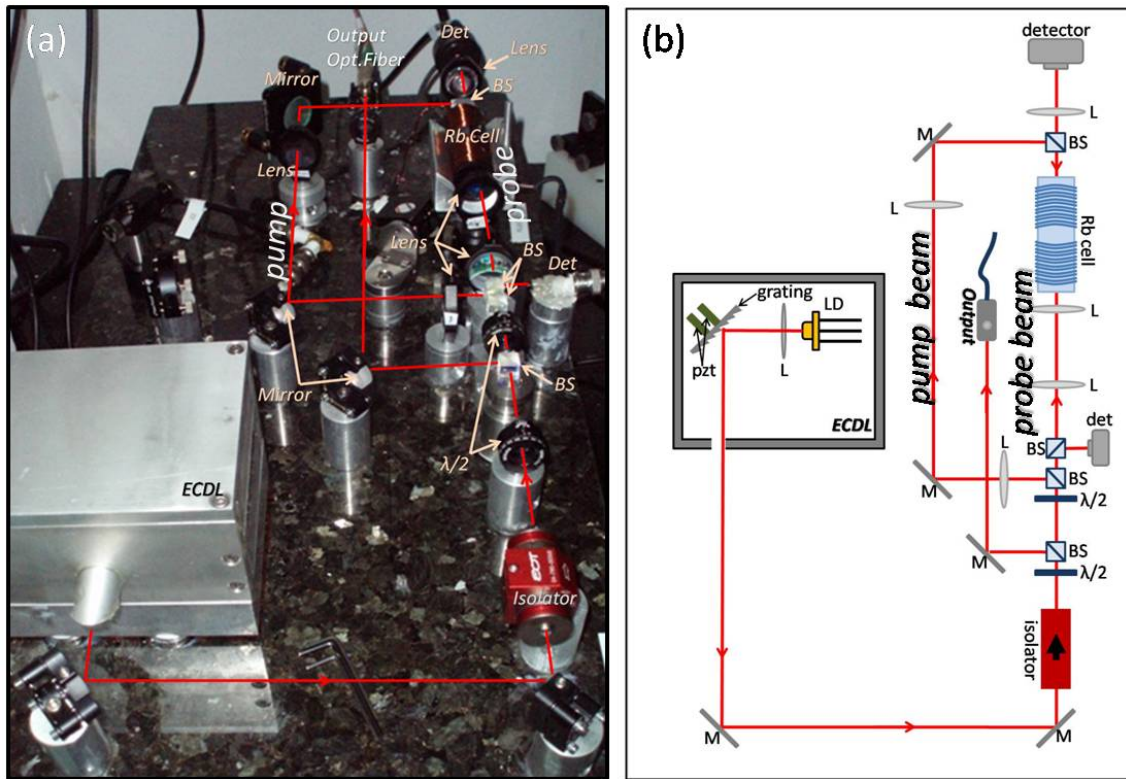 (a)
Output
Opt.Fiber
Det
Lens
Mirror
BS
Rb Cell
Lens
probe
pump
Lens
BS
Det
Mirror
BS
λ/2
ECDL
EOT
Isolator
(b)
detector
L
M
BS
L
Rb cell
pump beam
Output
probe beam
L
grating
LD
pzt
L
ECDL
L
det
BS
L
BS
M
λ/2
BS
M
λ/2
isolator
M
M